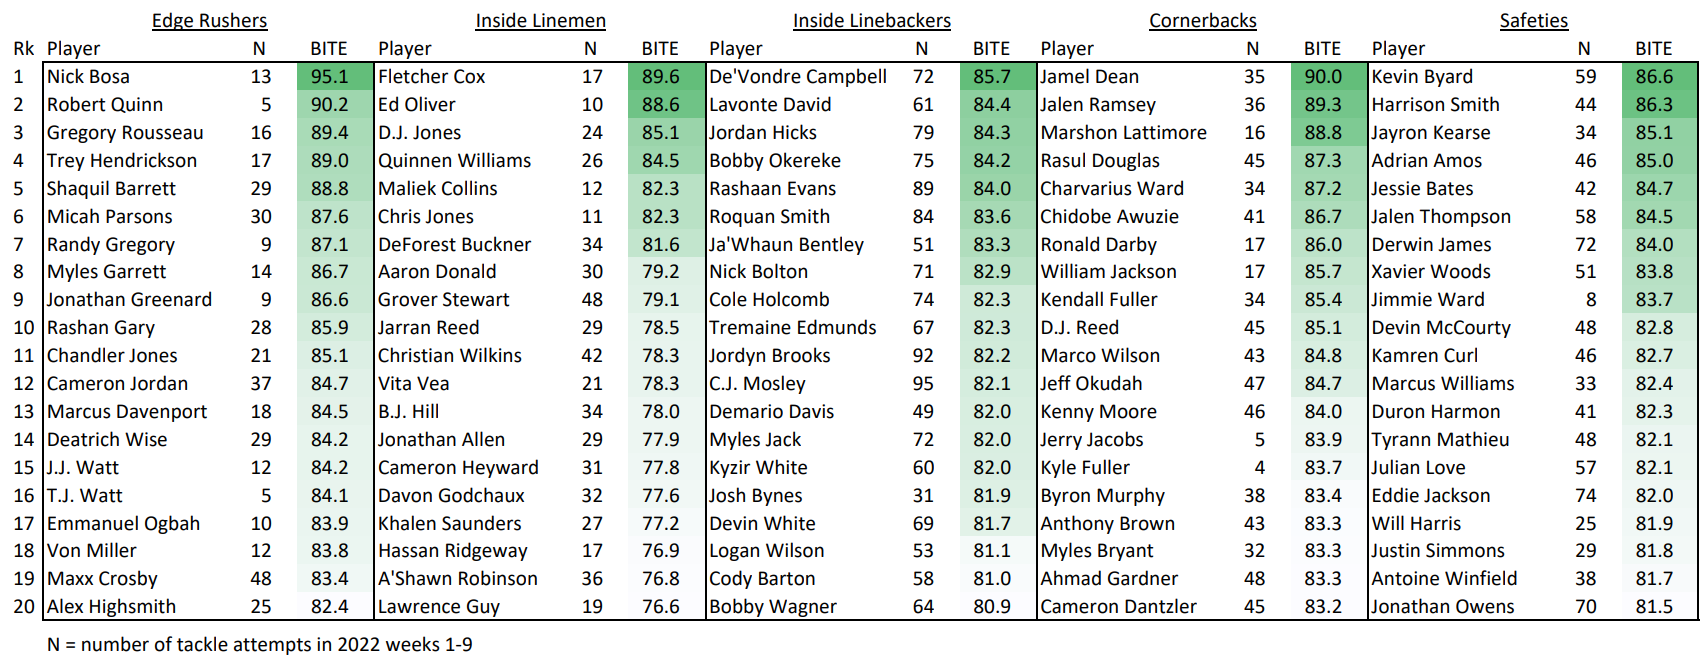 Edge Rushers Inside Linemen Inside Linebackers Cornerbacks Safeties
Rk Player N BITE Player N BITE Player N BITE Player N BITE Player N BITE
1 Nick Bosa 13 95.1 Fletcher Cox 17 89.6 De'Vondre Campbell 72 85.7 Jamel Dean 35 90.0 Kevin Byard 59 86.6
2 Robert Quinn 5 90.2 Ed Oliver 10 88.6 Lavonte David 61 84.4 Jalen Ramsey 36 89.3 Harrison Smith 44 86.3
3 Gregory Rousseau 16 89.4 D.J. Jones 24 85.1 Jordan Hicks 79 84.3 Marshon Lattimore 16 88.8 Jayron Kearse 34 85.1
4 Trey Hendrickson 17 89.0 Quinnen Williams 26 84.5 Bobby Okereke 75 84.2 Rasul Douglas 45 87.3 Adrian Amos 46 85.0
5 Shaquil Barrett 29 88.8 Maliek Collins 12 82.3 Rashaan Evans 89 84.0 Charvarius Ward 34 87.2 Jessie Bates 42 84.7
6 Micah Parsons 30 87.6 Chris Jones 11 82.3 Roquan Smith 84 83.6 Chidobe Awuzie 41 86.7 Jalen Thompson 58 84.5
7 Randy Gregory 9 87.1 DeForest Buckner 34 81.6 Ja'Whaun Bentley 51 83.3 Ronald Darby 17 86.0 Derwin James 72 84.0
8 Myles Garrett 14 86.7 Aaron Donald 30 79.2 Nick Bolton 71 82.9 William Jackson 17 85.7 Xavier Woods 51 83.8
9 Jonathan Greenard 9 86.6 Grover Stewart 48 79.1 Cole Holcomb 74 82.3 Kendall Fuller 34 85.4 Jimmie Ward 8 83.7
10 Rashan Gary 28 85.9 Jarran Reed 29 78.5 Tremaine Edmunds 67 82.3 D.J. Reed 45 85.1 Devin McCourty 48 82.8
11 Chandler Jones 21 85.1 Christian Wilkins 42 78.3 Jordyn Brooks 92 82.2 Marco Wilson 43 84.8 Kamren Curl 46 82.7
12 Cameron Jordan 37 84.7 Vita Vea 21 78.3 C.J. Mosley 95 82.1 Jeff Okudah 47 84.7 Marcus Williams 33 82.4
13 Marcus Davenport 18 84.5 B.J. Hill 34 78.0 Demario Davis 49 82.0 Kenny Moore 46 84.0 Duron Harmon 41 82.3
14 Deatrich Wise 29 84.2 Jonathan Allen 29 77.9 Myles Jack 72 82.0 Jerry Jacobs 5 83.9 Tyrann Mathieu 48 82.1
15 J.J. Watt 12 84.2 Cameron Heyward 31 77.8 Kyzir White 60 82.0 Kyle Fuller 4 83.7 Julian Love 57 82.1
16 T.J. Watt 5 84.1 Davon Godchaux 32 77.6 Josh Bynes 31 81.9 Byron Murphy 38 83.4 Eddie Jackson 74 82.0
17 Emmanuel Ogbah 10 83.9 Khalen Saunders 27 77.2 Devin White 69 81.7 Anthony Brown 43 83.3 Will Harris 25 81.9
18 Von Miller 12 83.8 Hassan Ridgeway 17 76.9 Logan Wilson 53 81.1 Myles Bryant 32 83.3 Justin Simmons 29 81.8
19 Maxx Crosby 48 83.4 A'Shawn Robinson 36 76.8 Cody Barton 58 81.0 Ahmad Gardner 48 83.3 Antoine Winfield 38 81.7
20 Alex Highsmith 25 82.4 Lawrence Guy 19 76.6 Bobby Wagner 64 80.9 Cameron Dantzler 45 83.2 Jonathan Owens 70 81.5
N = number of tackle attempts in 2022 weeks 1-9